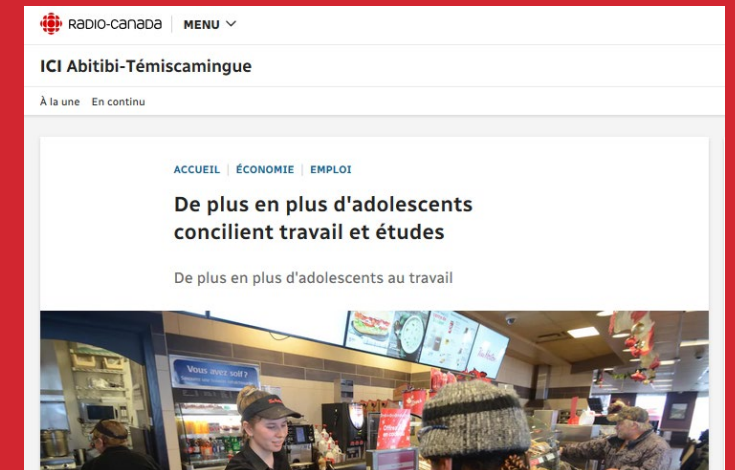 RADIO-CANADA MENU
ICI Abitibi-Témiscamingue
À la une En continu
ACCUEIL ÉCONOMIE EMPLOI
De plus en plus d'adolescents
concilient travail et études
De plus en plus d'adolescents au travail
Vous avez soif?